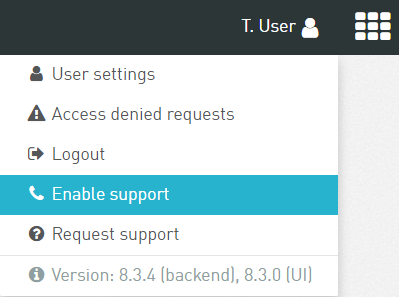 T. User
User settings
Access denied requests
Logout
Enable support
Request support
Version: 8.3.4 (backend), 8.3.0 (UI)